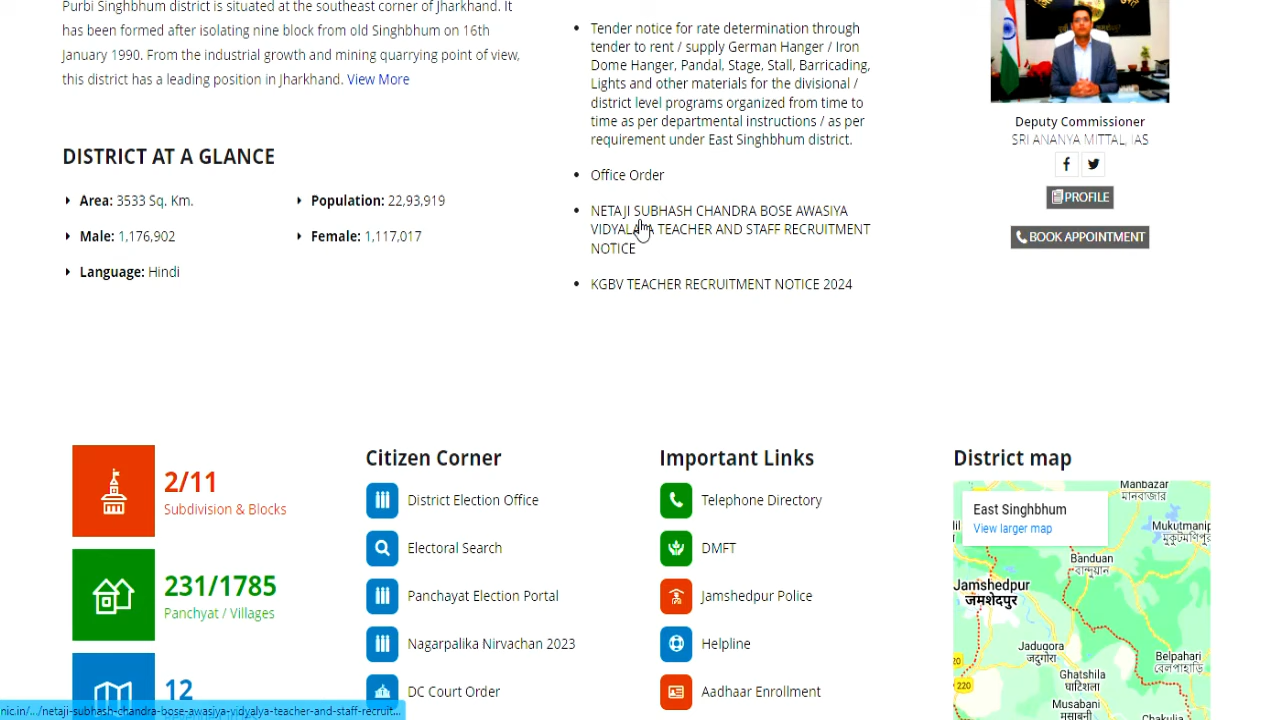 Purbi Singhbhum district is situated at the southeast corner of Jharkhand. It
has been formed after isolating nine block from old Singhbhum on 16th
January 1990. From the industrial growth and mining quarrying point of view,
this district has a leading position in Jharkhand. View More
DISTRICT AT A GLANCE
Area: 3533 Sq. Km.
Population: 22,93,919
Male: 1,176,902
Female: 1,117,017
Language: Hindi
Tender notice for rate determination through
tender to rent / supply German Hanger / Iron
Dome Hanger, Pandal, Stage, Stall, Barricading,
Lights and other materials for the divisional /
district level programs organized from time to
time as per departmental instructions / as per
requirement under East Singhbhum district.
Office Order
NETAJI SUBHASH CHANDRA BOSE AWASIYA
VIDYALAYA TEACHER AND STAFF RECRUITMENT
NOTICE
KGBV TEACHER RECRUITMENT NOTICE 2024
Deputy Commissioner
SRI ANANYA MITTAL, IAS
PROFILE
BOOK APPOINTMENT
2/11
Subdivision & Blocks
231/1785
Panchyat / Villages
12
Citizen Corner
District Election Office
Electoral Search
Panchayat Election Portal
Nagarpalika Nirvachan 2023
DC Court Order
Important Links
Telephone Directory
DMFT
Jamshedpur Police
Helpline
Aadhaar Enrollment
District map
East Singhbhum
View larger map
Manbazar
मानबाजार
Mukutmanip
Banduan
बान्दुयान
Jamshedpur
जमशेदपुर
Jadugora
जदुगोरा
Belpahari
বেলপাহাড়ি
20
220
Ghatshila
घाटशिला
Musabani
मुसाबनी
Chakulia
nic.in/.../netaji-subhash-chandra-bose-awasiya-vidyalya-teacher-and-staff-recruit...